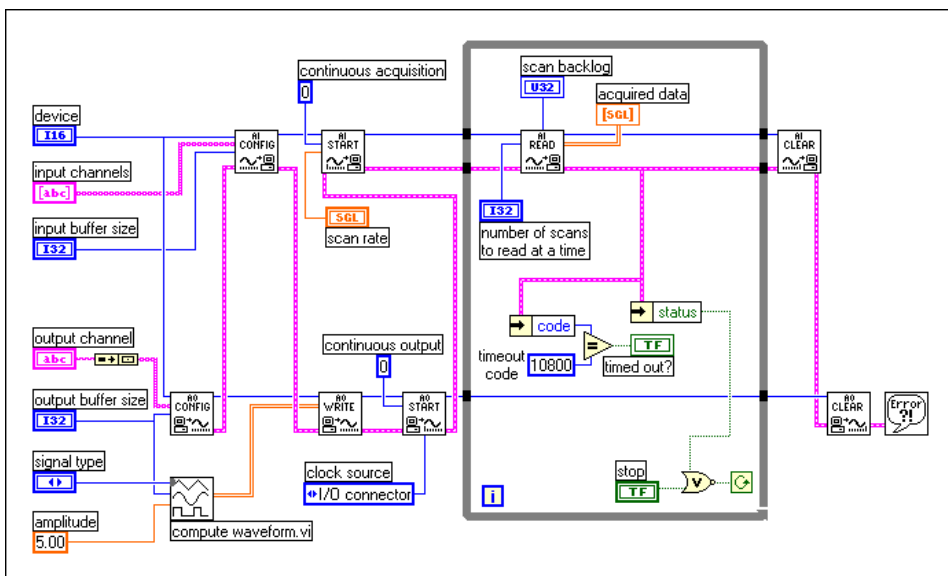 continuous acquisition
0
scan backlog
U32
acquired data
[SGL]
device
I16
AI CONFIG
AI START
AI READ
AI CLEAR
input channels
[abc]
input buffer size
I32
SGL
scan rate
I32
number of scans
to read at a time
code
status
output channel
abc
continuous output
0
timeout
code
10800
=
TF
timed out?
output buffer size
I32
AO CONFIG
AO WRITE
AO START
AO CLEAR
Error
?!
signal type
clock source
I/O connector
stop
TF
V
i
amplitude
5.00
compute waveform.vi